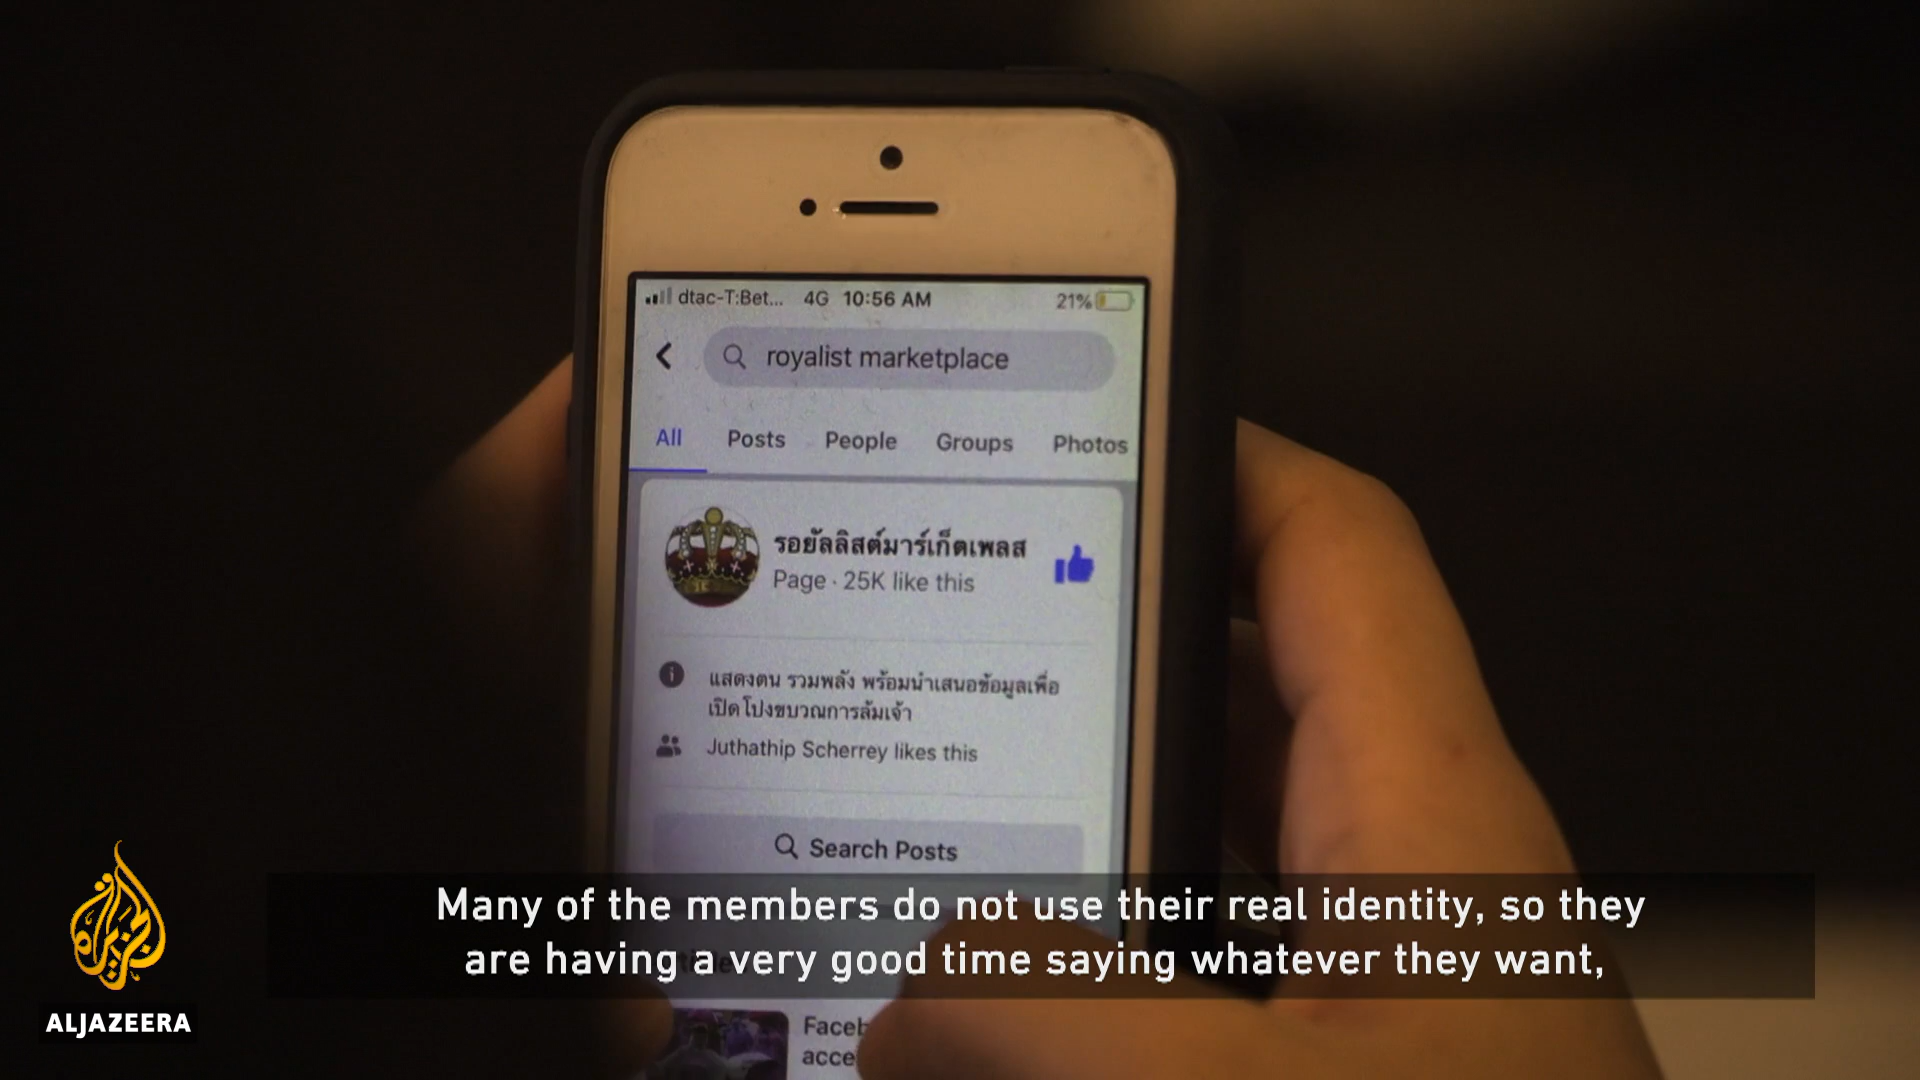 dtac-T:Bet... 4G 10:56 AM 21%
royalist marketplace
All Posts People Groups Photos
รอยัลลิสต์มาร์เก็ตเพลส
Page · 25K like this
แสดงตน รวมพลัง พร้อมนำเสนอข้อมูลเพื่อ
เปิดโปงขบวนการล้มเจ้า
Juthathip Scherrey likes this
Search Posts
Many of the members do not use their real identity, so they
are having a very good time saying whatever they want,
الجزيرة
ALJAZEERA
Faceb
acce